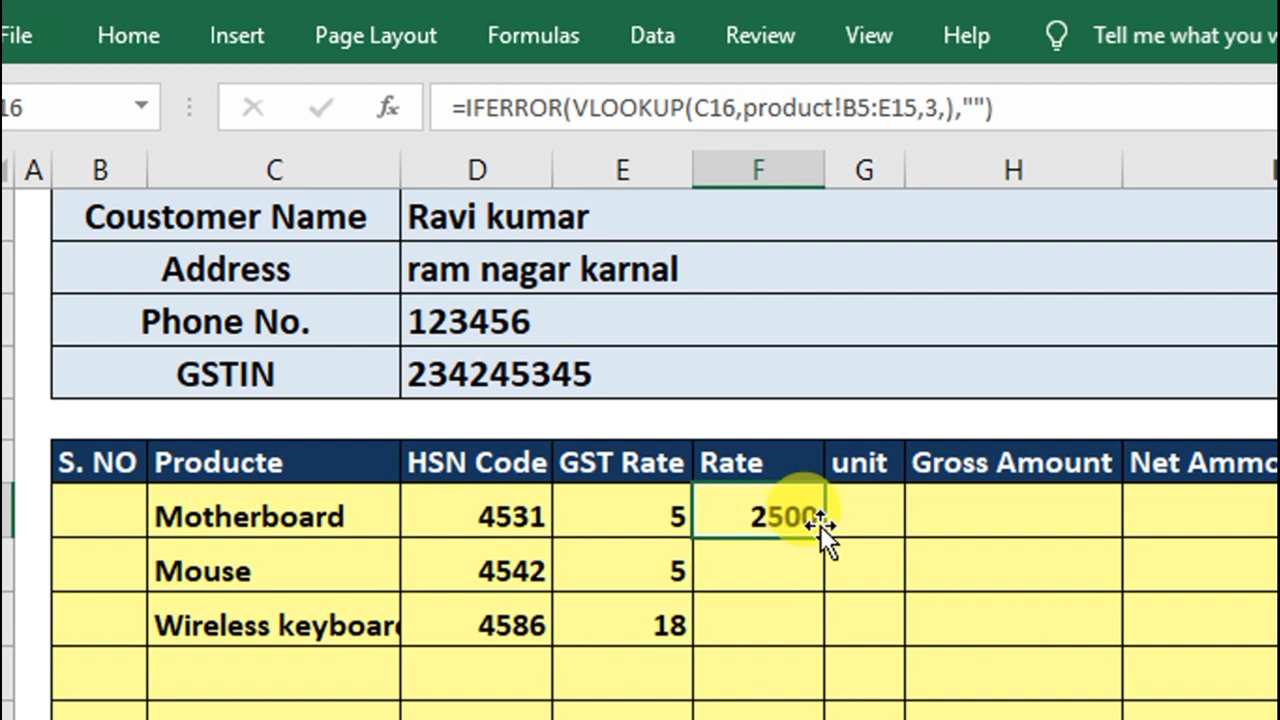 File Home Insert Page Layout Formulas Data Review View Help Tell me what you w
16 fx =IFERROR(VLOOKUP(C16,product!B5:E15,3,),"")
A B C D E F G H
Coustomer Name Ravi kumar
Address ram nagar karnal
Phone No. 123456
GSTIN 234245345
S. NO Producte HSN Code GST Rate Rate unit Gross Amount Net Ammo
Motherboard 4531 5 2500
Mouse 4542 5
Wireless keyboard 4586 18